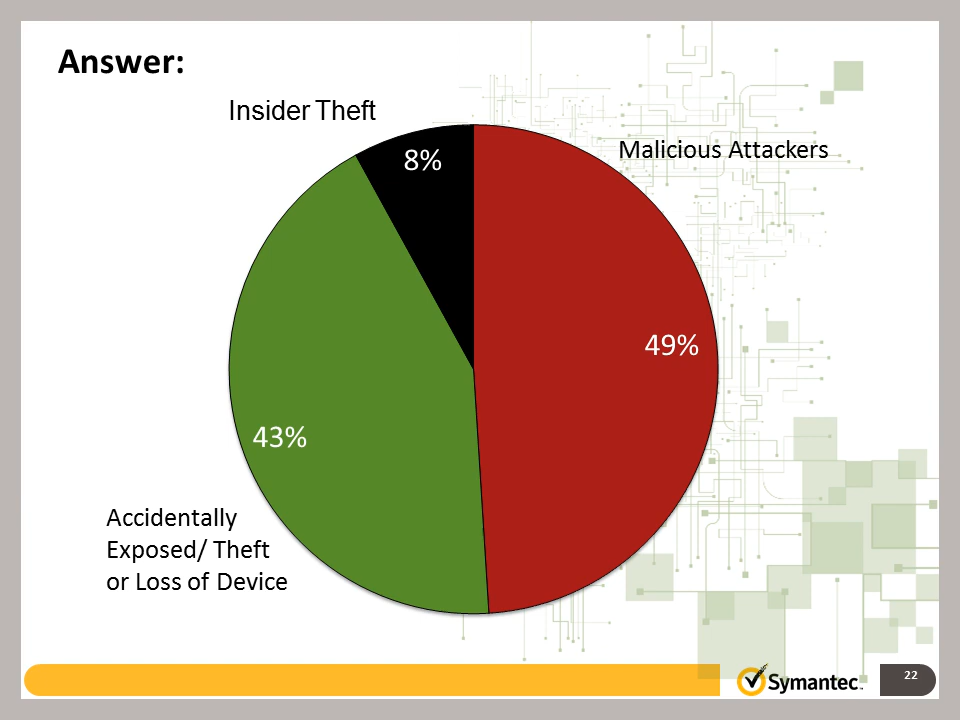 Answer:
Insider Theft
8%
Malicious Attackers
49%
43%
Accidentally
Exposed/ Theft
or Loss of Device
Symantec.
22